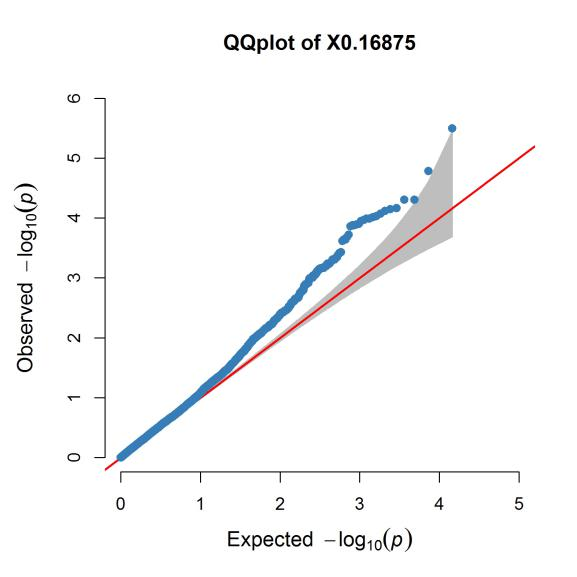 QQplot of X0.16875
6
5
4
3
2
1
0
Observed −log₁₀(p)
0 1 2 3 4 5
Expected −log₁₀(p)